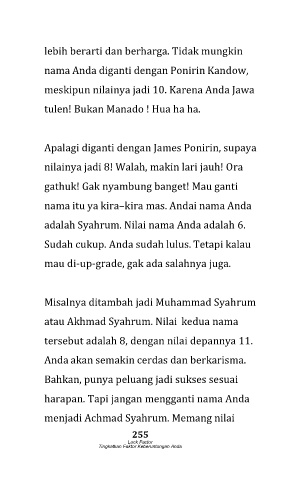 lebih berarti dan berharga. Tidak mungkin
nama Anda diganti dengan Ponirin Kandow,
meskipun nilainya jadi 10. Karena Anda Jawa
tulen! Bukan Manado ! Hua ha ha.
Apalagi diganti dengan James Ponirin, supaya
nilainya jadi 8! Walah, makin lari jauh! Ora
gathuk! Gak nyambung banget! Mau ganti
nama itu ya kira–kira mas. Andai nama Anda
adalah Syahrum. Nilai nama Anda adalah 6.
Sudah cukup. Anda sudah lulus. Tetapi kalau
mau di-up-grade, gak ada salahnya juga.
Misalnya ditambah jadi Muhammad Syahrum
atau Akhmad Syahrum. Nilai kedua nama
tersebut adalah 8, dengan nilai depannya 11.
Anda akan semakin cerdas dan berkarisma.
Bahkan, punya peluang jadi sukses sesuai
harapan. Tapi jangan mengganti nama Anda
menjadi Achmad Syahrum. Memang nilai
255
Luck Factor
Tingkatkan Faktor Keberuntungan Anda